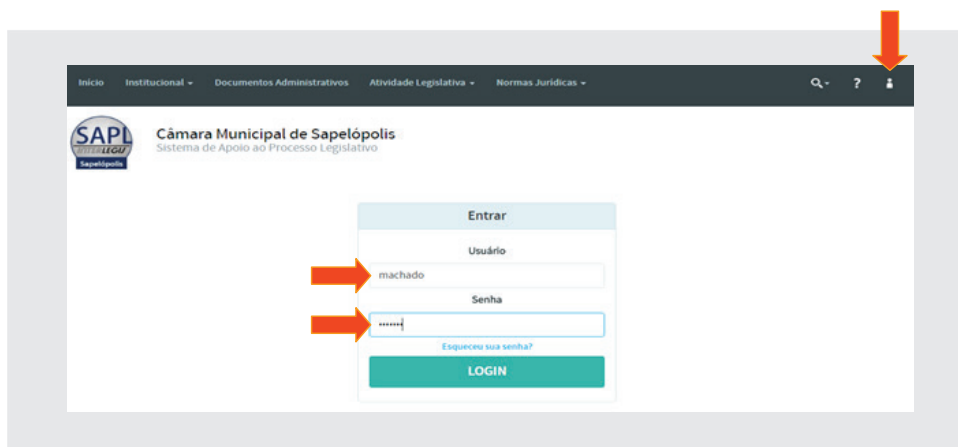 Início Institucional Documentos Administrativos Atividade Legislativa Normas Jurídicas ?
SAPL
INTERLEGIS
Sapelópolis
Câmara Municipal de Sapelópolis
Sistema de Apoio ao Processo Legislativo
Entrar
Usuário
machado
Senha
•••••••
Esqueceu sua senha?
LOGIN